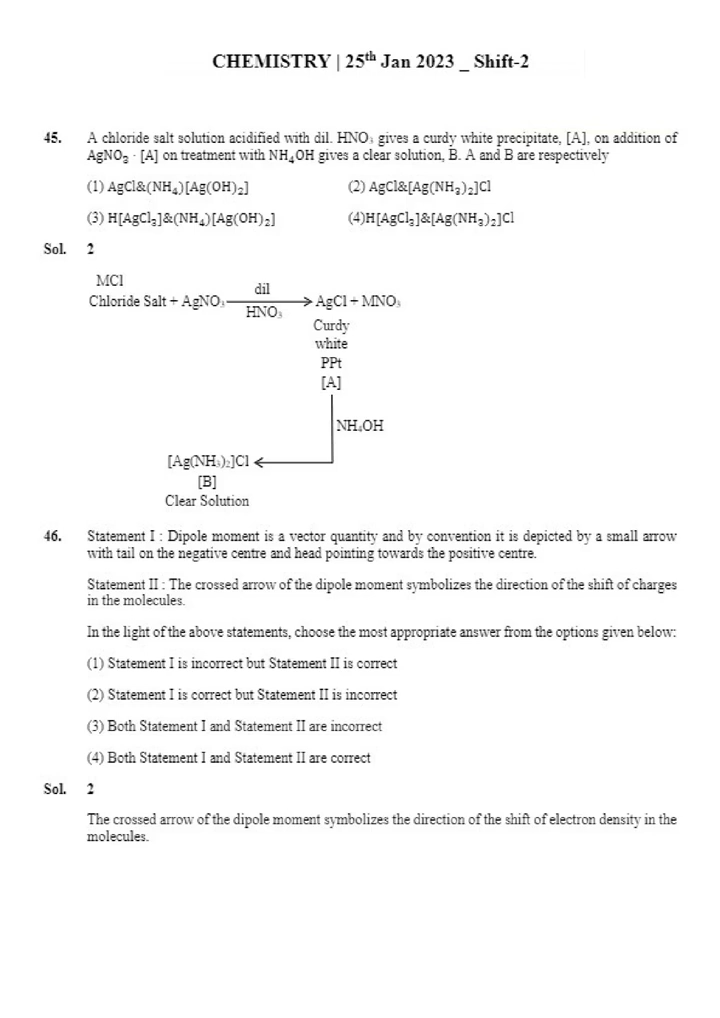 CHEMISTRY | 25th Jan 2023 _ Shift-2
45. A chloride salt solution acidified with dil. HNO₃ gives a curdy white precipitate, [A], on addition of
AgNO₃ · [A] on treatment with NH₄OH gives a clear solution, B. A and B are respectively
(1) AgCl&(NH₄)[Ag(OH)₂] (2) AgCl&[Ag(NH₃)₂]Cl
(3) H[AgCl₃]&(NH₄)[Ag(OH)₂] (4)H[AgCl₃]&[Ag(NH₃)₂]Cl
Sol. 2
MCl
Chloride Salt + AgNO₃ dil HNO₃ AgCl + MNO₃
Curdy
white
PPt
[A]
NH₄OH
[Ag(NH₃)₂]Cl
[B]
Clear Solution
46. Statement I : Dipole moment is a vector quantity and by convention it is depicted by a small arrow
with tail on the negative centre and head pointing towards the positive centre.
Statement II : The crossed arrow of the dipole moment symbolizes the direction of the shift of charges
in the molecules.
In the light of the above statements, choose the most appropriate answer from the options given below:
(1) Statement I is incorrect but Statement II is correct
(2) Statement I is correct but Statement II is incorrect
(3) Both Statement I and Statement II are incorrect
(4) Both Statement I and Statement II are correct
Sol. 2
The crossed arrow of the dipole moment symbolizes the direction of the shift of electron density in the
molecules.